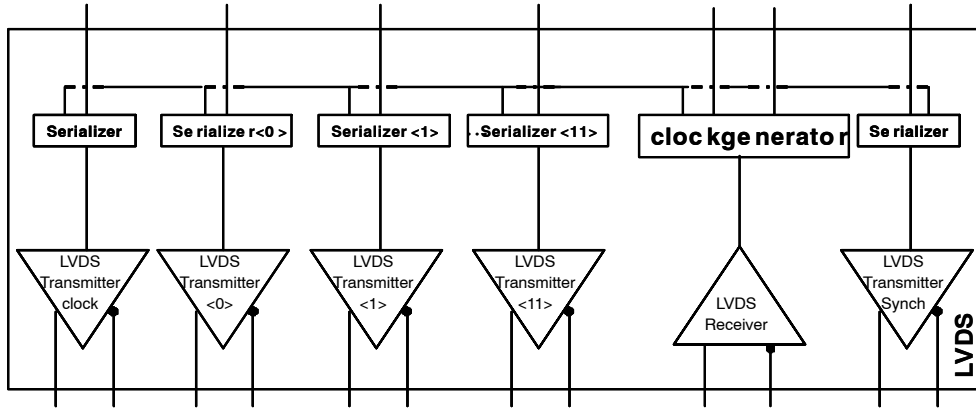 Serializer
Se rialize r<0 >
Serializer <1>
..Serializer <11>
cloc kge nerato r
Se rializer
LVDS
Transmitter
clock
LVDS
Transmitter
<0>
LVDS
Transmitter
<1>
LVDS
Transmitter
<11>
LVDS
Receiver
LVDS
Transmitter
Synch
LVDS